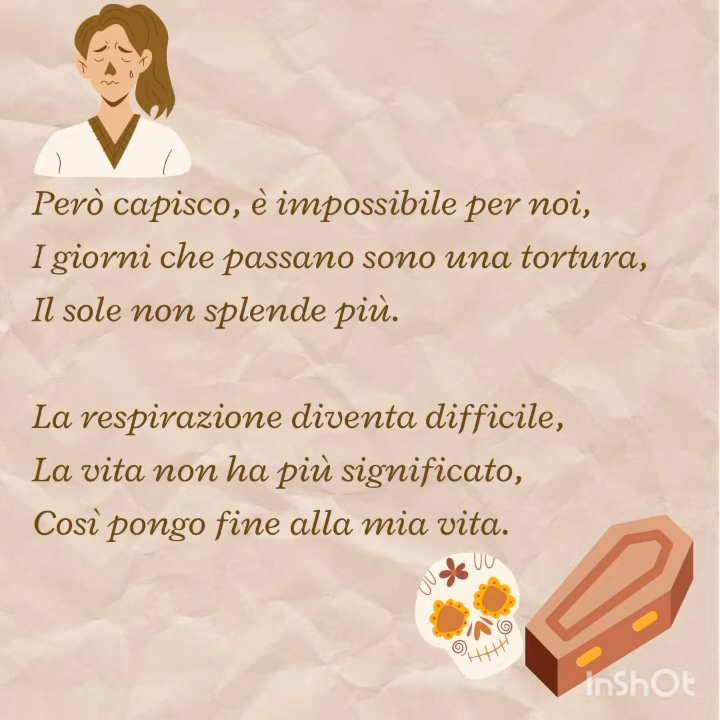 Però capisco, è impossibile per noi,
I giorni che passano sono una tortura,
Il sole non splende più.
La respirazione diventa difficile,
La vita non ha più significato,
Così pongo fine alla mia vita.
InShOt